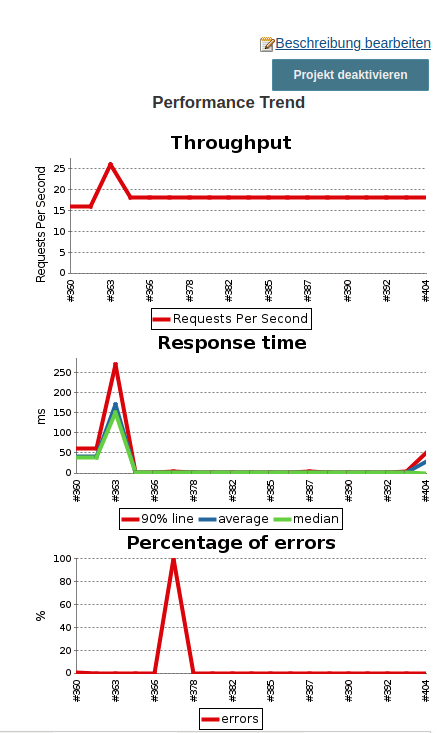 Beschreibung bearbeiten
Projekt deaktivieren
Performance Trend
Throughput
Requests Per Second
25
20
15
10
5
0
#360 #363 #366 #378 #382 #385 #387 #390 #392 #404
Requests Per Second
Response time
ms
250
200
150
100
50
0
#360 #363 #366 #378 #382 #385 #387 #390 #392 #404
90% line average median
Percentage of errors
%
100
80
60
40
20
0
#360 #363 #366 #378 #382 #385 #387 #390 #392 #404
errors